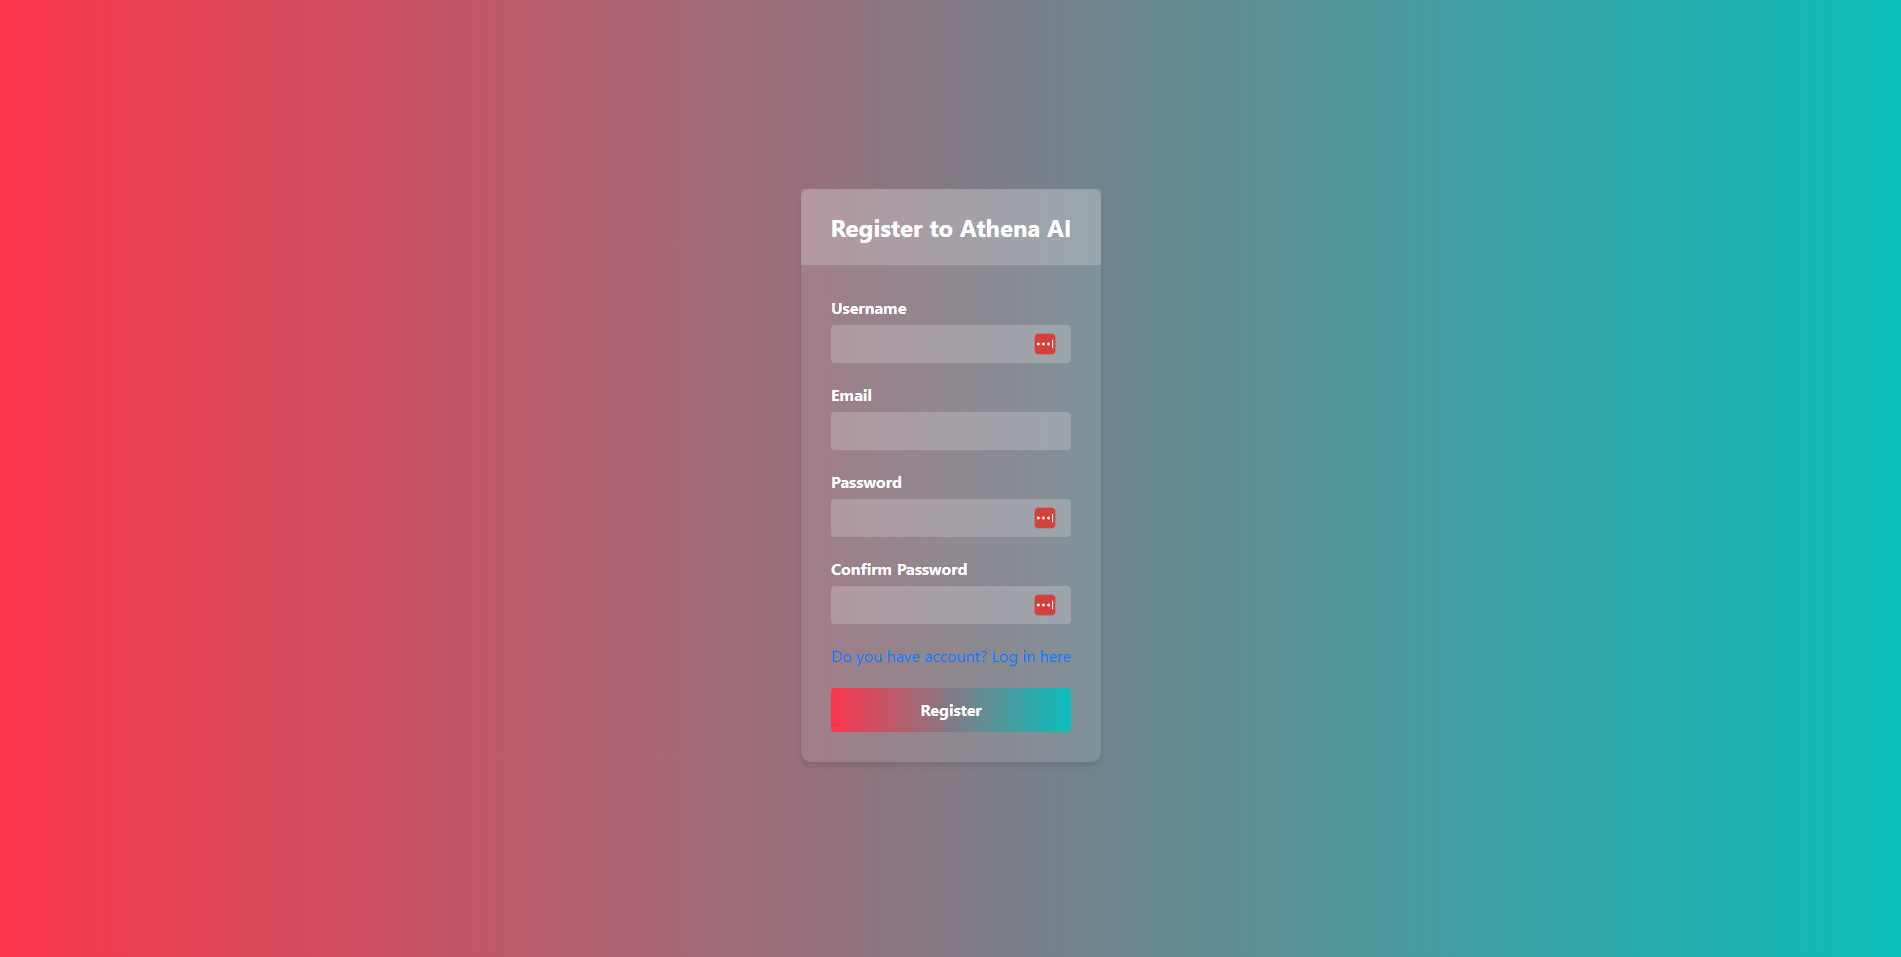 Register to Athena AI
Username
Email
Password
Confirm Password
Do you have account? Log in here
Register